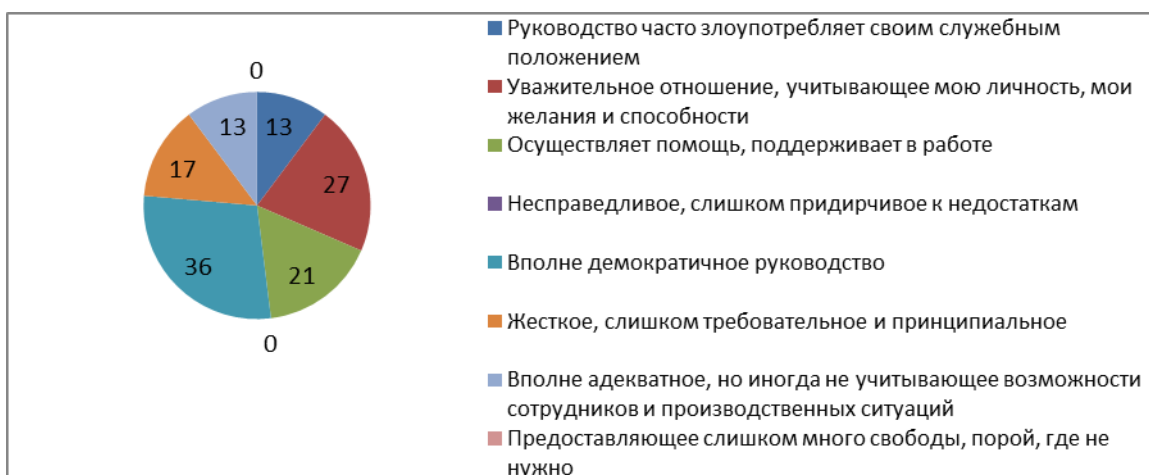 0
13
13
27
17
36
21
0
Руководство часто злоупотребляет своим служебным
положением
Уважительное отношение, учитывающее мою личность, мои
желания и способности
Осуществляет помощь, поддерживает в работе
Несправедливое, слишком придирчивое к недостаткам
Вполне демократичное руководство
Жесткое, слишком требовательное и принципиальное
Вполне адекватное, но иногда не учитывающее возможности
сотрудников и производственных ситуаций
Предоставляющее слишком много свободы, порой, где не
нужно